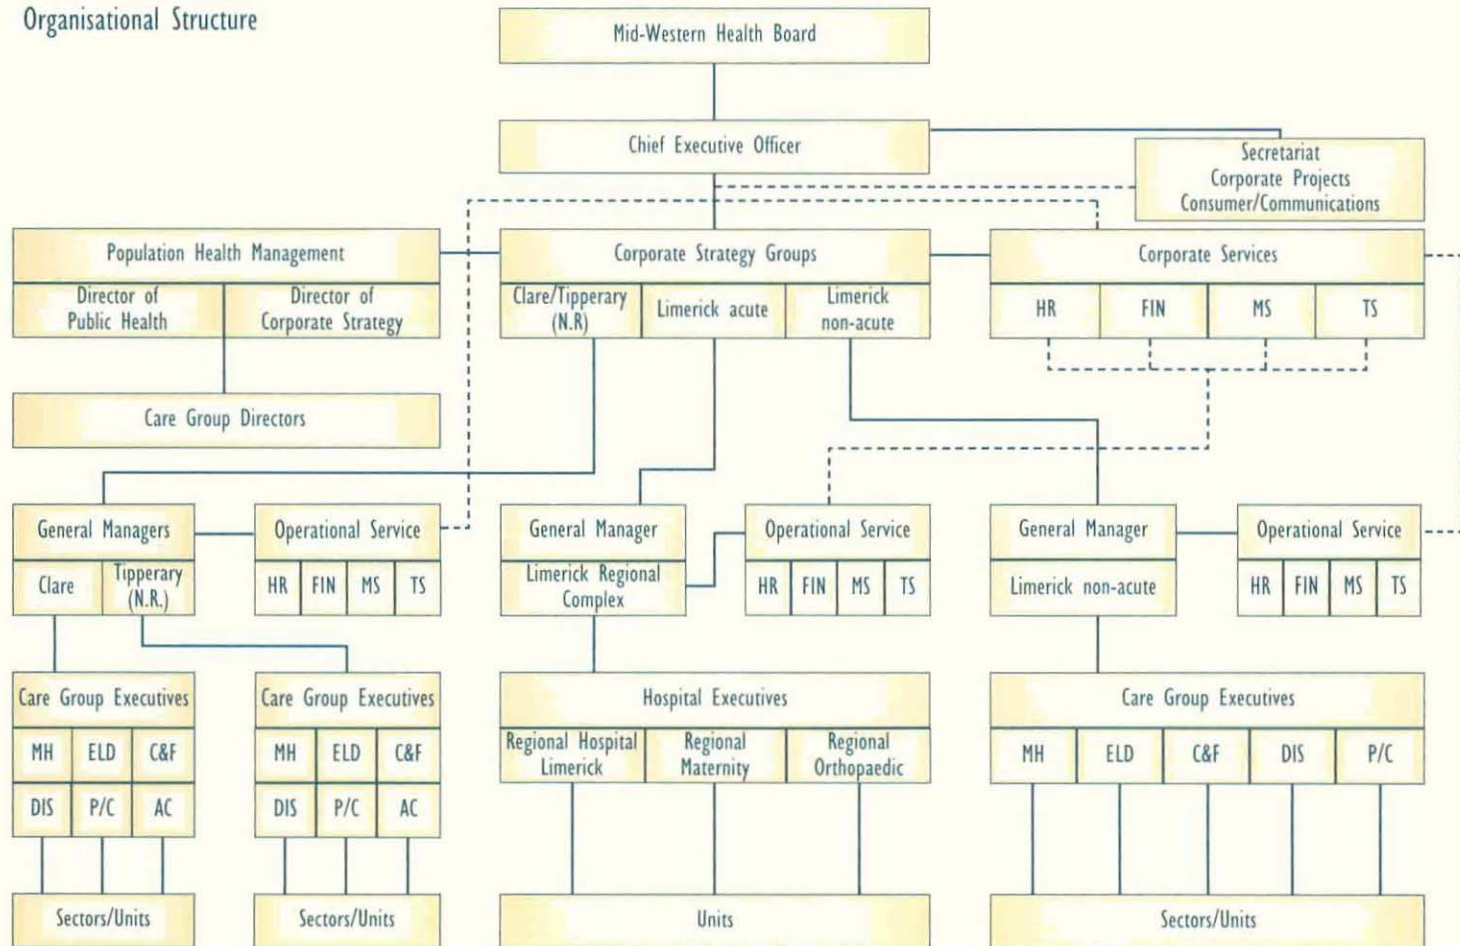 Organisational Structure
Mid-Western Health Board
Chief Executive Officer
Secretariat
Corporate Projects
Consumer/Communications
Population Health Management
Director of
Public Health
Director of
Corporate Strategy
Care Group Directors
Corporate Strategy Groups
Clare/Tipperary
(N.R)
Limerick acute
Limerick
non-acute
Corporate Services
HR
FIN
MS
TS
General Managers
Clare
Tipperary
(N.R.)
Operational Service
HR
FIN
MS
TS
General Manager
Limerick Regional
Complex
Operational Service
HR
FIN
MS
TS
General Manager
Limerick non-acute
Operational Service
HR
FIN
MS
TS
Care Group Executives
MH
ELD
C&F
DIS
P/C
AC
Sectors/Units
Care Group Executives
MH
ELD
C&F
DIS
P/C
AC
Sectors/Units
Hospital Executives
Regional Hospital
Limerick
Regional
Maternity
Regional
Orthopaedic
Units
Care Group Executives
MH
ELD
C&F
DIS
P/C
Sectors/Units